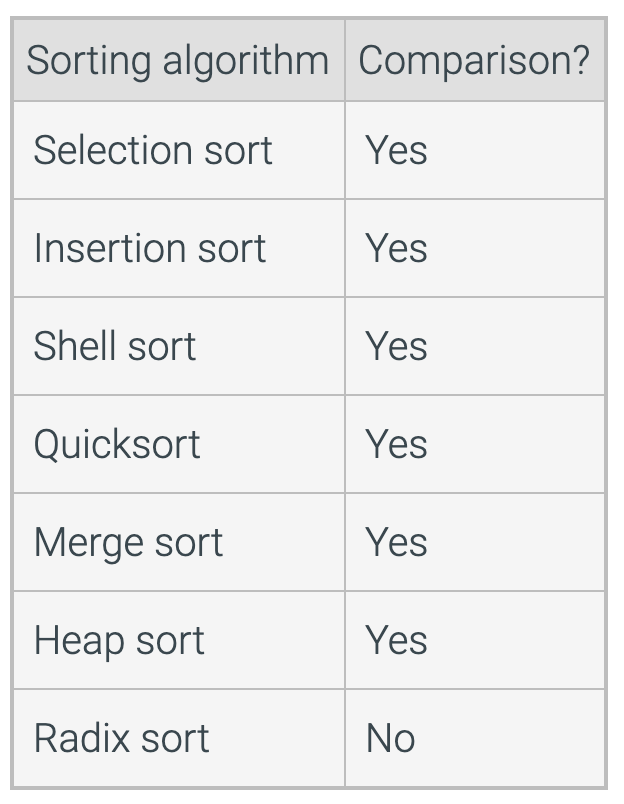 Sorting algorithm Comparison?
Selection sort Yes
Insertion sort Yes
Shell sort Yes
Quicksort Yes
Merge sort Yes
Heap sort Yes
Radix sort No